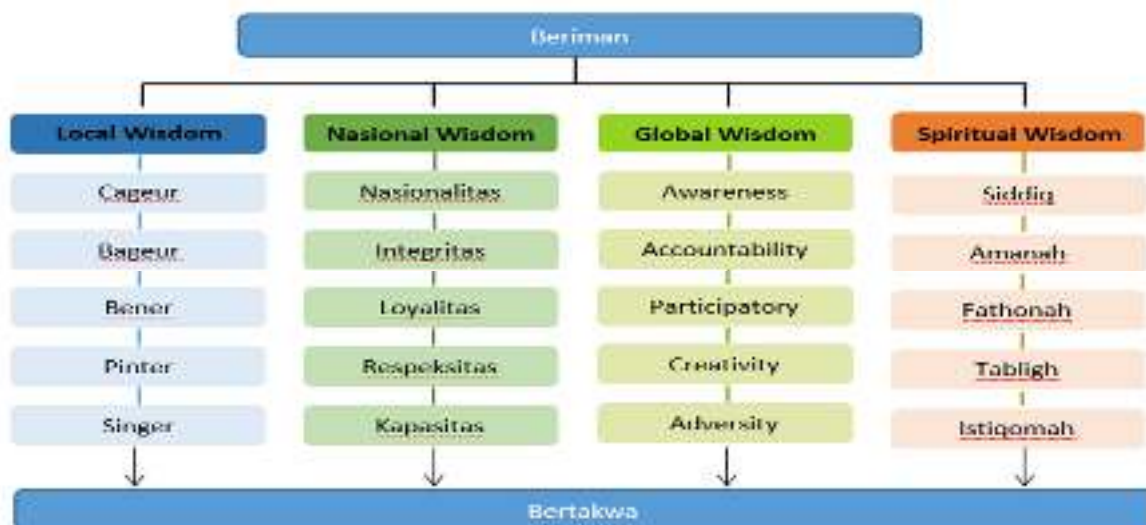 Beriman
Local Wisdom
Cageur
Bageur
Bener
Pinter
Singer
Nasional Wisdom
Nasionalitas
Integritas
Loyalitas
Respeksitas
Kapasitas
Global Wisdom
Awareness
Accountability
Participatory
Creativity
Adversity
Spiritual Wisdom
Siddiq
Amanah
Fathonah
Tabligh
Istiqomah
Bertakwa